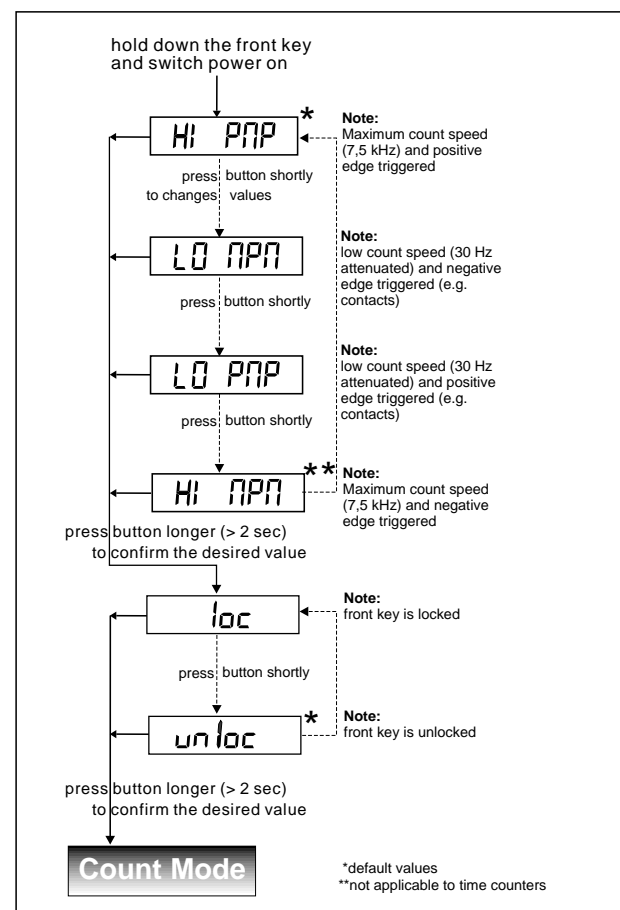 hold down the front key
and switch power on
HI PNP *
Note:
Maximum count speed
(7,5 kHz) and positive
edge triggered
press button shortly
to changes values
LO NPN
Note:
low count speed (30 Hz
attenuated) and negative
edge triggered (e.g.
contacts)
press button shortly
LO PNP
Note:
low count speed (30 Hz
attenuated) and positive
edge triggered (e.g.
contacts)
press button shortly
HI NPN **
Note:
Maximum count speed
(7,5 kHz) and negative
edge triggered
press button longer (> 2 sec)
to confirm the desired value
loc
Note:
front key is locked
press button shortly
unloc *
Note:
front key is unlocked
press button longer (> 2 sec)
to confirm the desired value
Count Mode
*default values
**not applicable to time counters